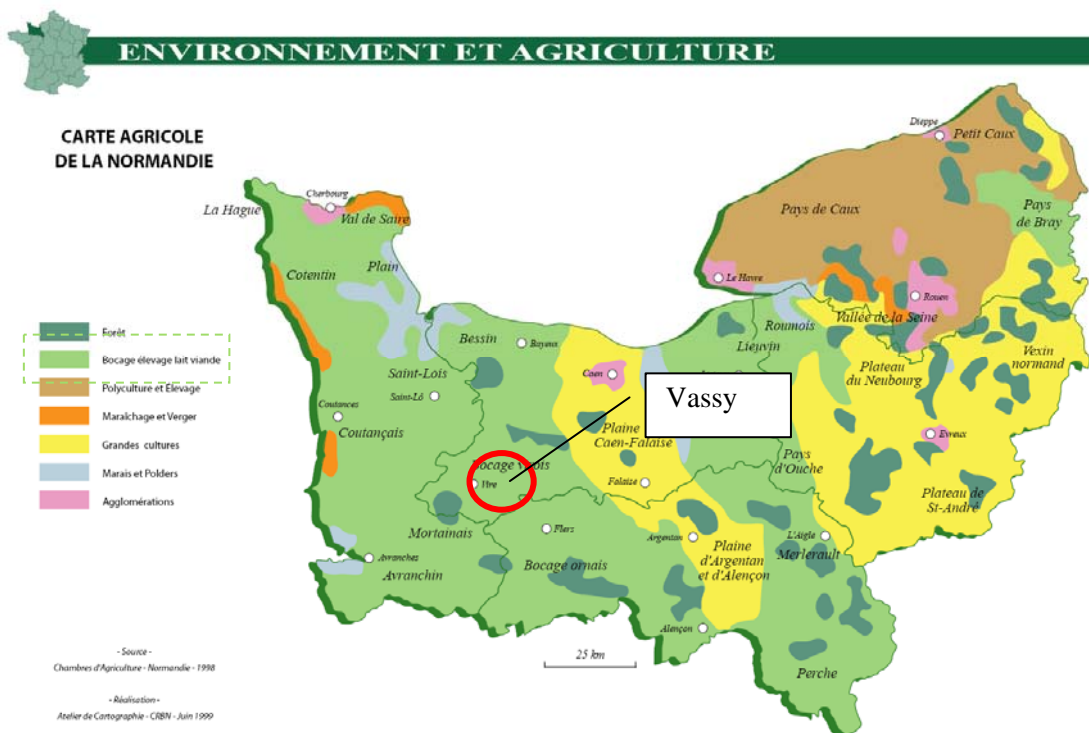 ENVIRONNEMENT ET AGRICULTURE
CARTE AGRICOLE
DE LA NORMANDIE
Dieppe
Petit Caux
Cherbourg
La Hague
Val de Saire
Pays de Caux
Pays
de Bray
Plain
Cotentin
Le Havre
Rouen
Roumois
Vallée de la Seine
Forêt
Bocage élevage lait viande
Polyculture et Elevage
Maraîchage et Verger
Grandes cultures
Marais et Polders
Agglomérations
Bessin
Bayeux
Lieuvin
Vexin
normand
Plateau
du Neubourg
Saint-Lois
Saint-Lô
Caen
Vassy
Coutances
Coutançais
Plaine
Caen-Falaise
Evreux
Pays
d'Ouche
Bocage
Falaise
Plateau de
St-André
Mortainais
Flers
Argentan
L'Aigle
Merlerault
Plaine
d'Argentan
et d'Alençon
Avranches
Avranchin
Bocage ornais
Alençon
25 km
Perche
- Source -
Chambres d'Agriculture - Normandie - 1998
- Réalisation -
Atelier de Cartographie - CRBN - Juin 1999